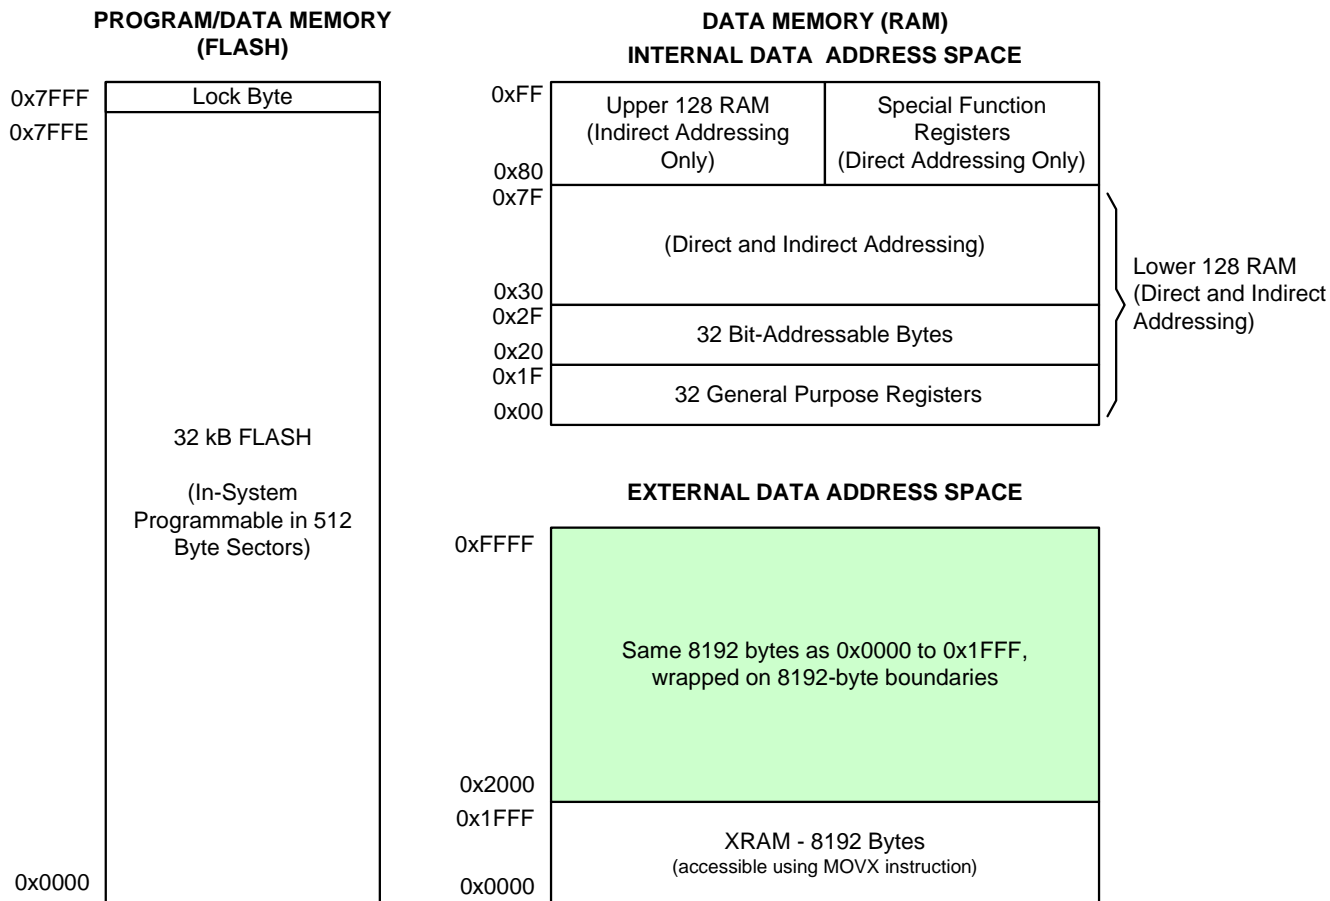 PROGRAM/DATA MEMORY
(FLASH)
0x7FFF
Lock Byte
0x7FFE
32 kB FLASH
(In-System
Programmable in 512
Byte Sectors)
0x0000
DATA MEMORY (RAM)
INTERNAL DATA ADDRESS SPACE
0xFF
Upper 128 RAM
(Indirect Addressing
Only)
0x80
Special Function
Registers
(Direct Addressing Only)
0x7F
(Direct and Indirect Addressing)
0x30
0x2F
32 Bit-Addressable Bytes
0x20
0x1F
32 General Purpose Registers
0x00
Lower 128 RAM
(Direct and Indirect
Addressing)
EXTERNAL DATA ADDRESS SPACE
0xFFFF
Same 8192 bytes as 0x0000 to 0x1FFF,
wrapped on 8192-byte boundaries
0x2000
0x1FFF
XRAM - 8192 Bytes
(accessible using MOVX instruction)
0x0000